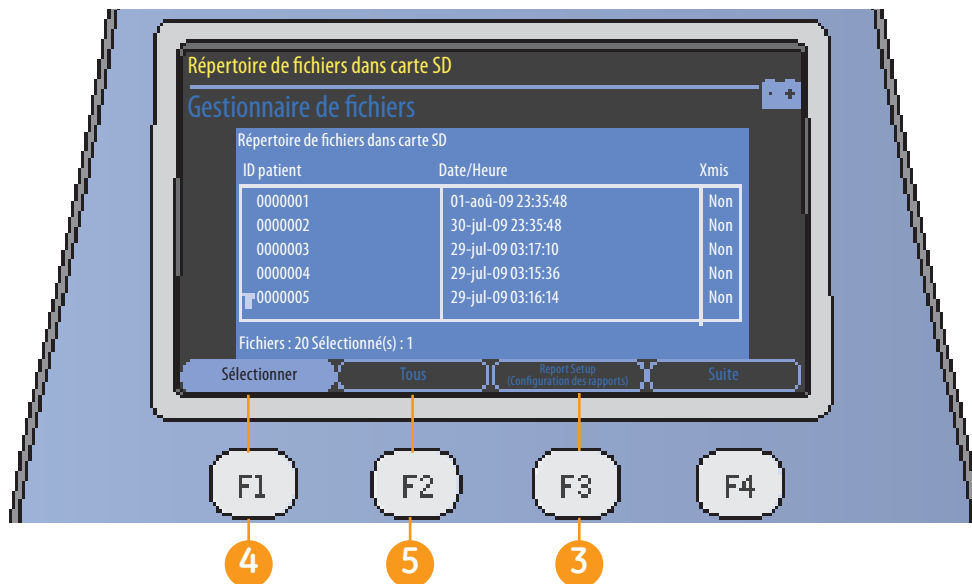 Répertoire de fichiers dans carte SD
- +
Gestionnaire de fichiers
Répertoire de fichiers dans carte SD
ID patient Date/Heure Xmis
0000001 01-aoû-09 23:35:48 Non
0000002 30-jul-09 23:35:48 Non
0000003 29-jul-09 03:17:10 Non
0000004 29-jul-09 03:15:36 Non
0000005 29-jul-09 03:16:14 Non
Fichiers : 20 Sélectionné(s) : 1
Sélectionner Tous Report Setup (Configuration des rapports) Suite
F1 F2 F3 F4
4 5 3